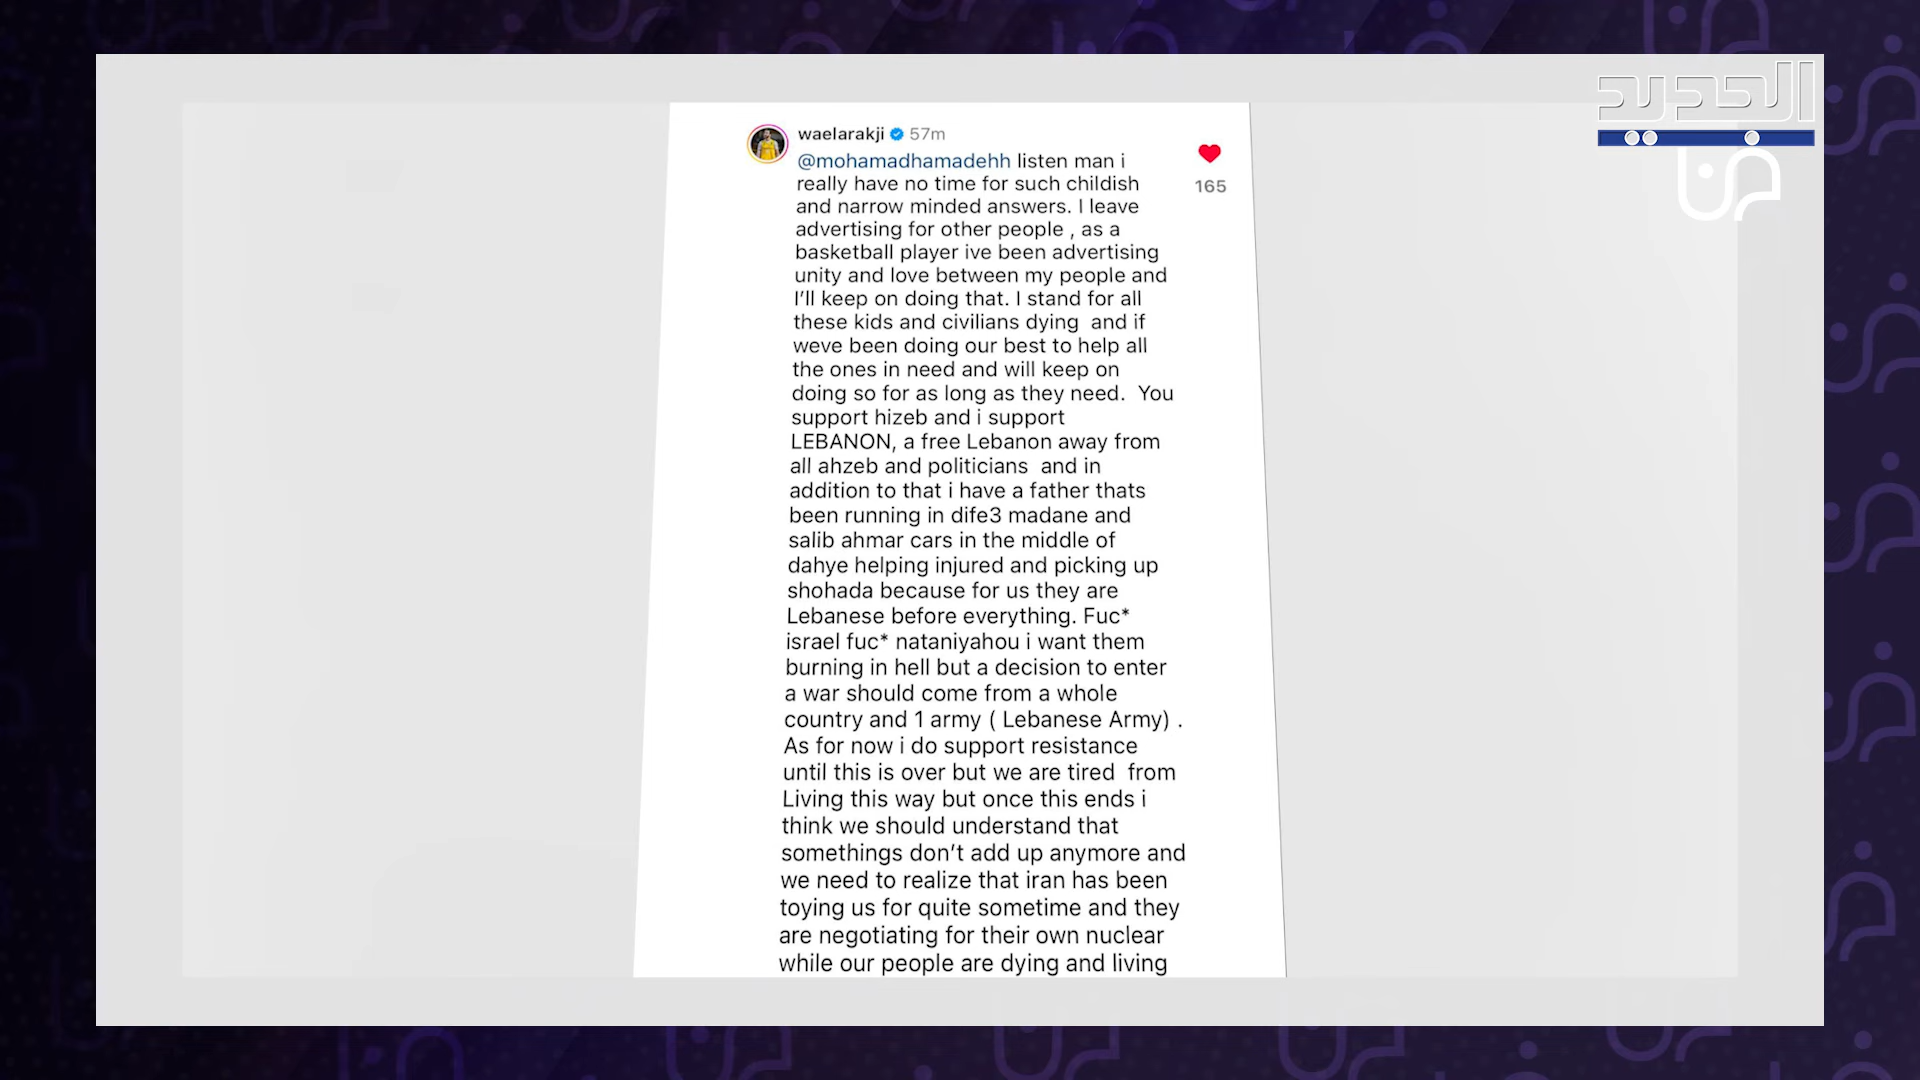 الجديد
waelarakji 57m
@mohamadhamadehh listen man i
really have no time for such childish
and narrow minded answers. I leave
advertising for other people , as a
basketball player ive been advertising
unity and love between my people and
I'll keep on doing that. I stand for all
these kids and civilians dying  and if
weve been doing our best to help all
the ones in need and will keep on
doing so for as long as they need.  You
support hizeb and i support
LEBANON, a free Lebanon away from
all ahzeb and politicians  and in
addition to that i have a father thats
been running in dife3 madane and
salib ahmar cars in the middle of
dahye helping injured and picking up
shohada because for us they are
Lebanese before everything. Fuc*
israel fuc* nataniyahou i want them
burning in hell but a decision to enter
a war should come from a whole
country and 1 army ( Lebanese Army) .
As for now i do support resistance
until this is over but we are tired  from
Living this way but once this ends i
think we should understand that
somethings don't add up anymore and
we need to realize that iran has been
toying us for quite sometime and they
are negotiating for their own nuclear
while our people are dying and living
165